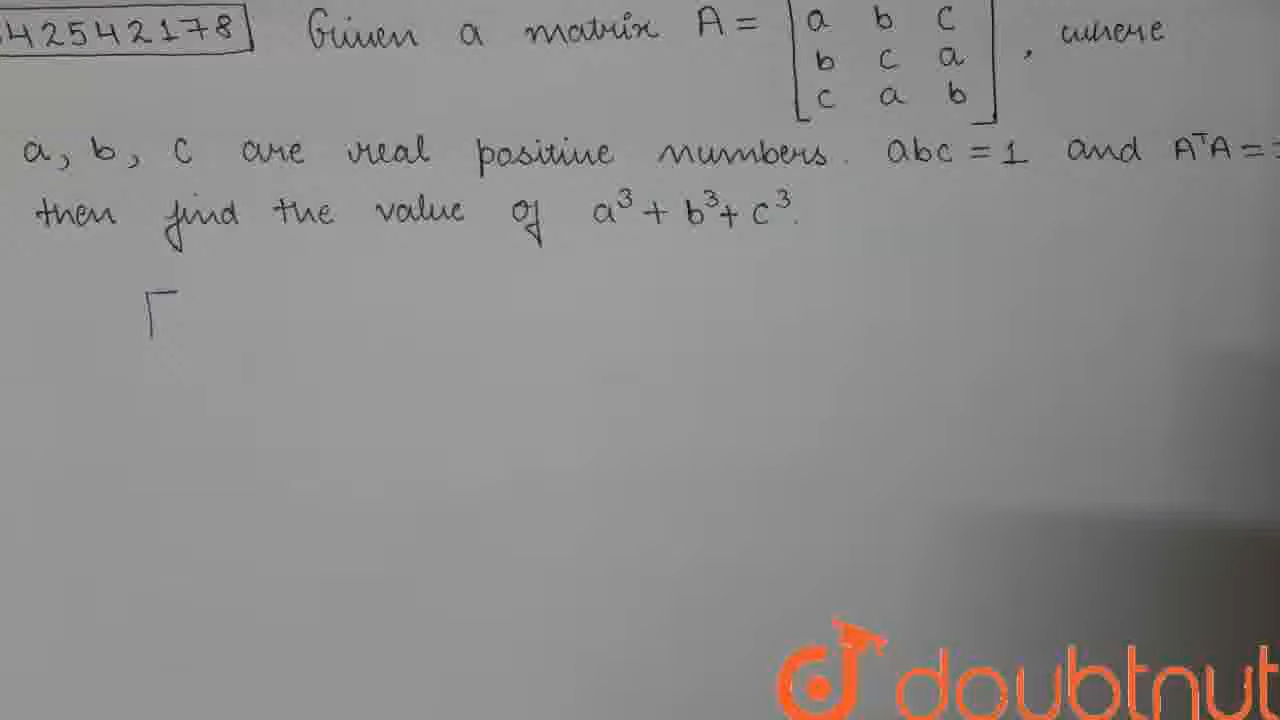 42542178 Given a matrix A = [a b c
b c a
c a b] , where
a, b, c are real positive numbers. abc = 1 and AᵀA =
then find the value of a³ + b³ + c³.
doubtnut